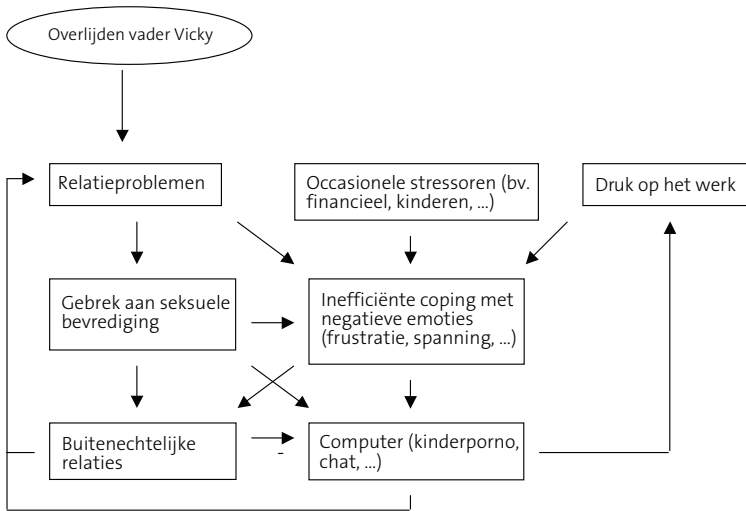 Overlijden vader Vicky
Relatieproblemen
Occasionele stressoren (bv.
financieel, kinderen, ...)
Druk op het werk
Gebrek aan seksuele
bevrediging
Inefficiënte coping met
negatieve emoties
(frustratie, spanning, ...)
Buitenechtelijke
relaties
-
Computer (kinderporno,
chat, ...)